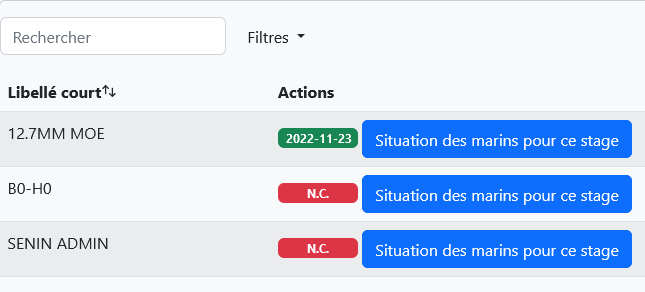 Rechercher Filtres
Libellé court Actions
12.7MM MOE 2022-11-23 Situation des marins pour ce stage
B0-H0 N.C. Situation des marins pour ce stage
SENIN ADMIN N.C. Situation des marins pour ce stage